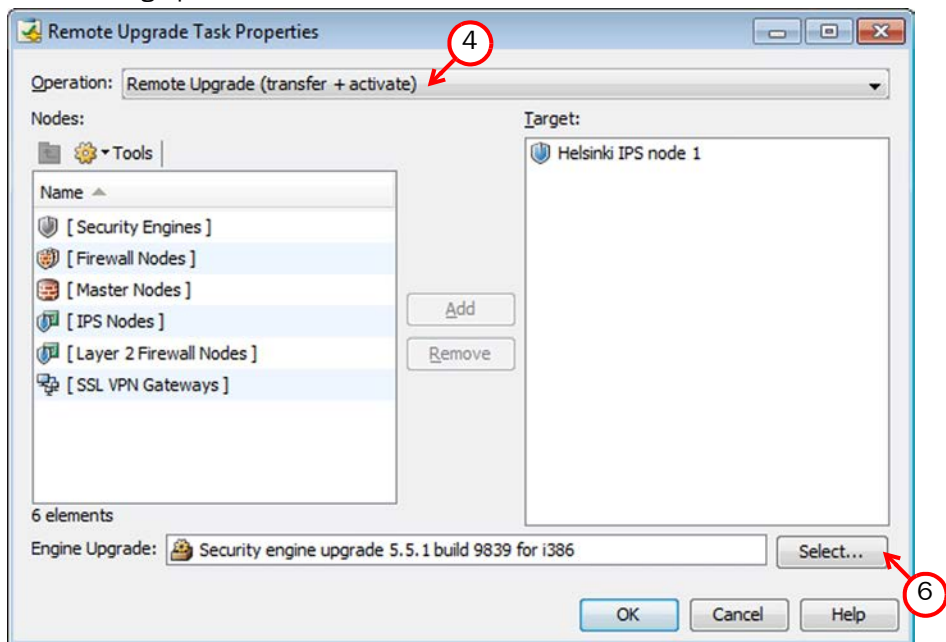 Remote Upgrade Task Properties
4
Operation: Remote Upgrade (transfer + activate)
Nodes:
Target:
Tools
Helsinki IPS node 1
Name
[ Security Engines ]
[ Firewall Nodes ]
[ Master Nodes ]
[ IPS Nodes ]
[ Layer 2 Firewall Nodes ]
[ SSL VPN Gateways ]
Add
Remove
6 elements
Engine Upgrade: Security engine upgrade 5.5.1 build 9839 for i386
Select...
6
OK Cancel Help